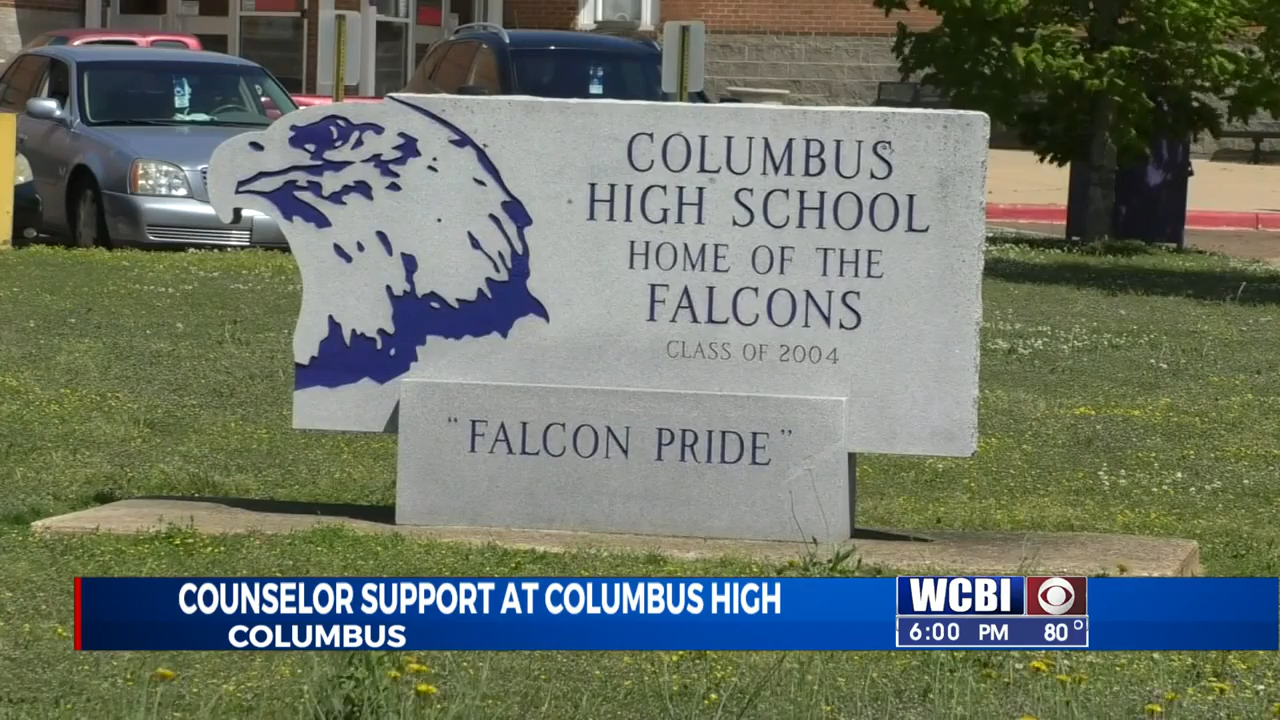 COLUMBUS
HIGH SCHOOL
HOME OF THE
FALCONS
CLASS OF 2004
"FALCON PRIDE"
COUNSELOR SUPPORT AT COLUMBUS HIGH
COLUMBUS
WCBI
6:00 PM 80°